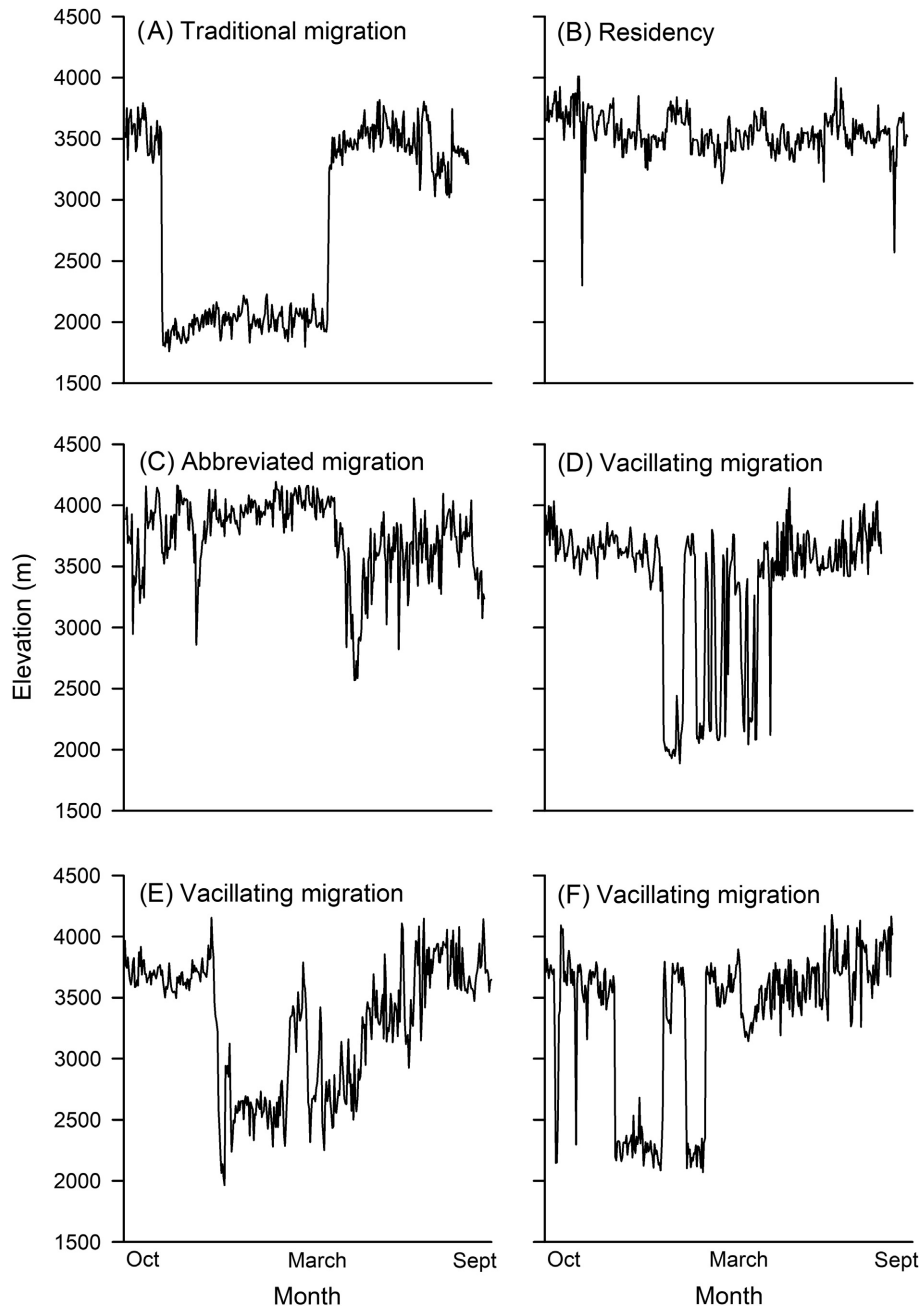 (A) Traditional migration
(B) Residency
4500
4000
3500
3000
2500
2000
1500
(C) Abbreviated migration
(D) Vacillating migration
4500
4000
3500
3000
2500
2000
1500
Elevation (m)
(E) Vacillating migration
(F) Vacillating migration
4500
4000
3500
3000
2500
2000
1500
Oct March Sept
Oct March Sept
Month
Month